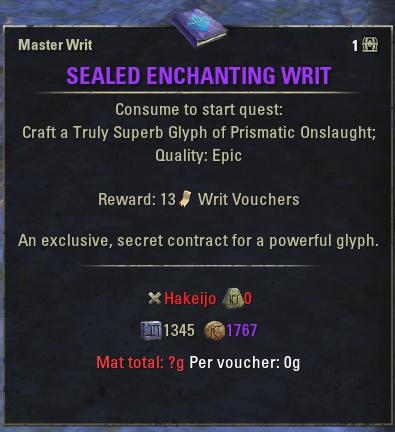 Master Writ 1
SEALED ENCHANTING WRIT
Consume to start quest:
Craft a Truly Superb Glyph of Prismatic Onslaught;
Quality: Epic
Reward: 13 Writ Vouchers
An exclusive, secret contract for a powerful glyph.
Hakeijo 0
1345 1767
Mat total: ?g Per voucher: 0g